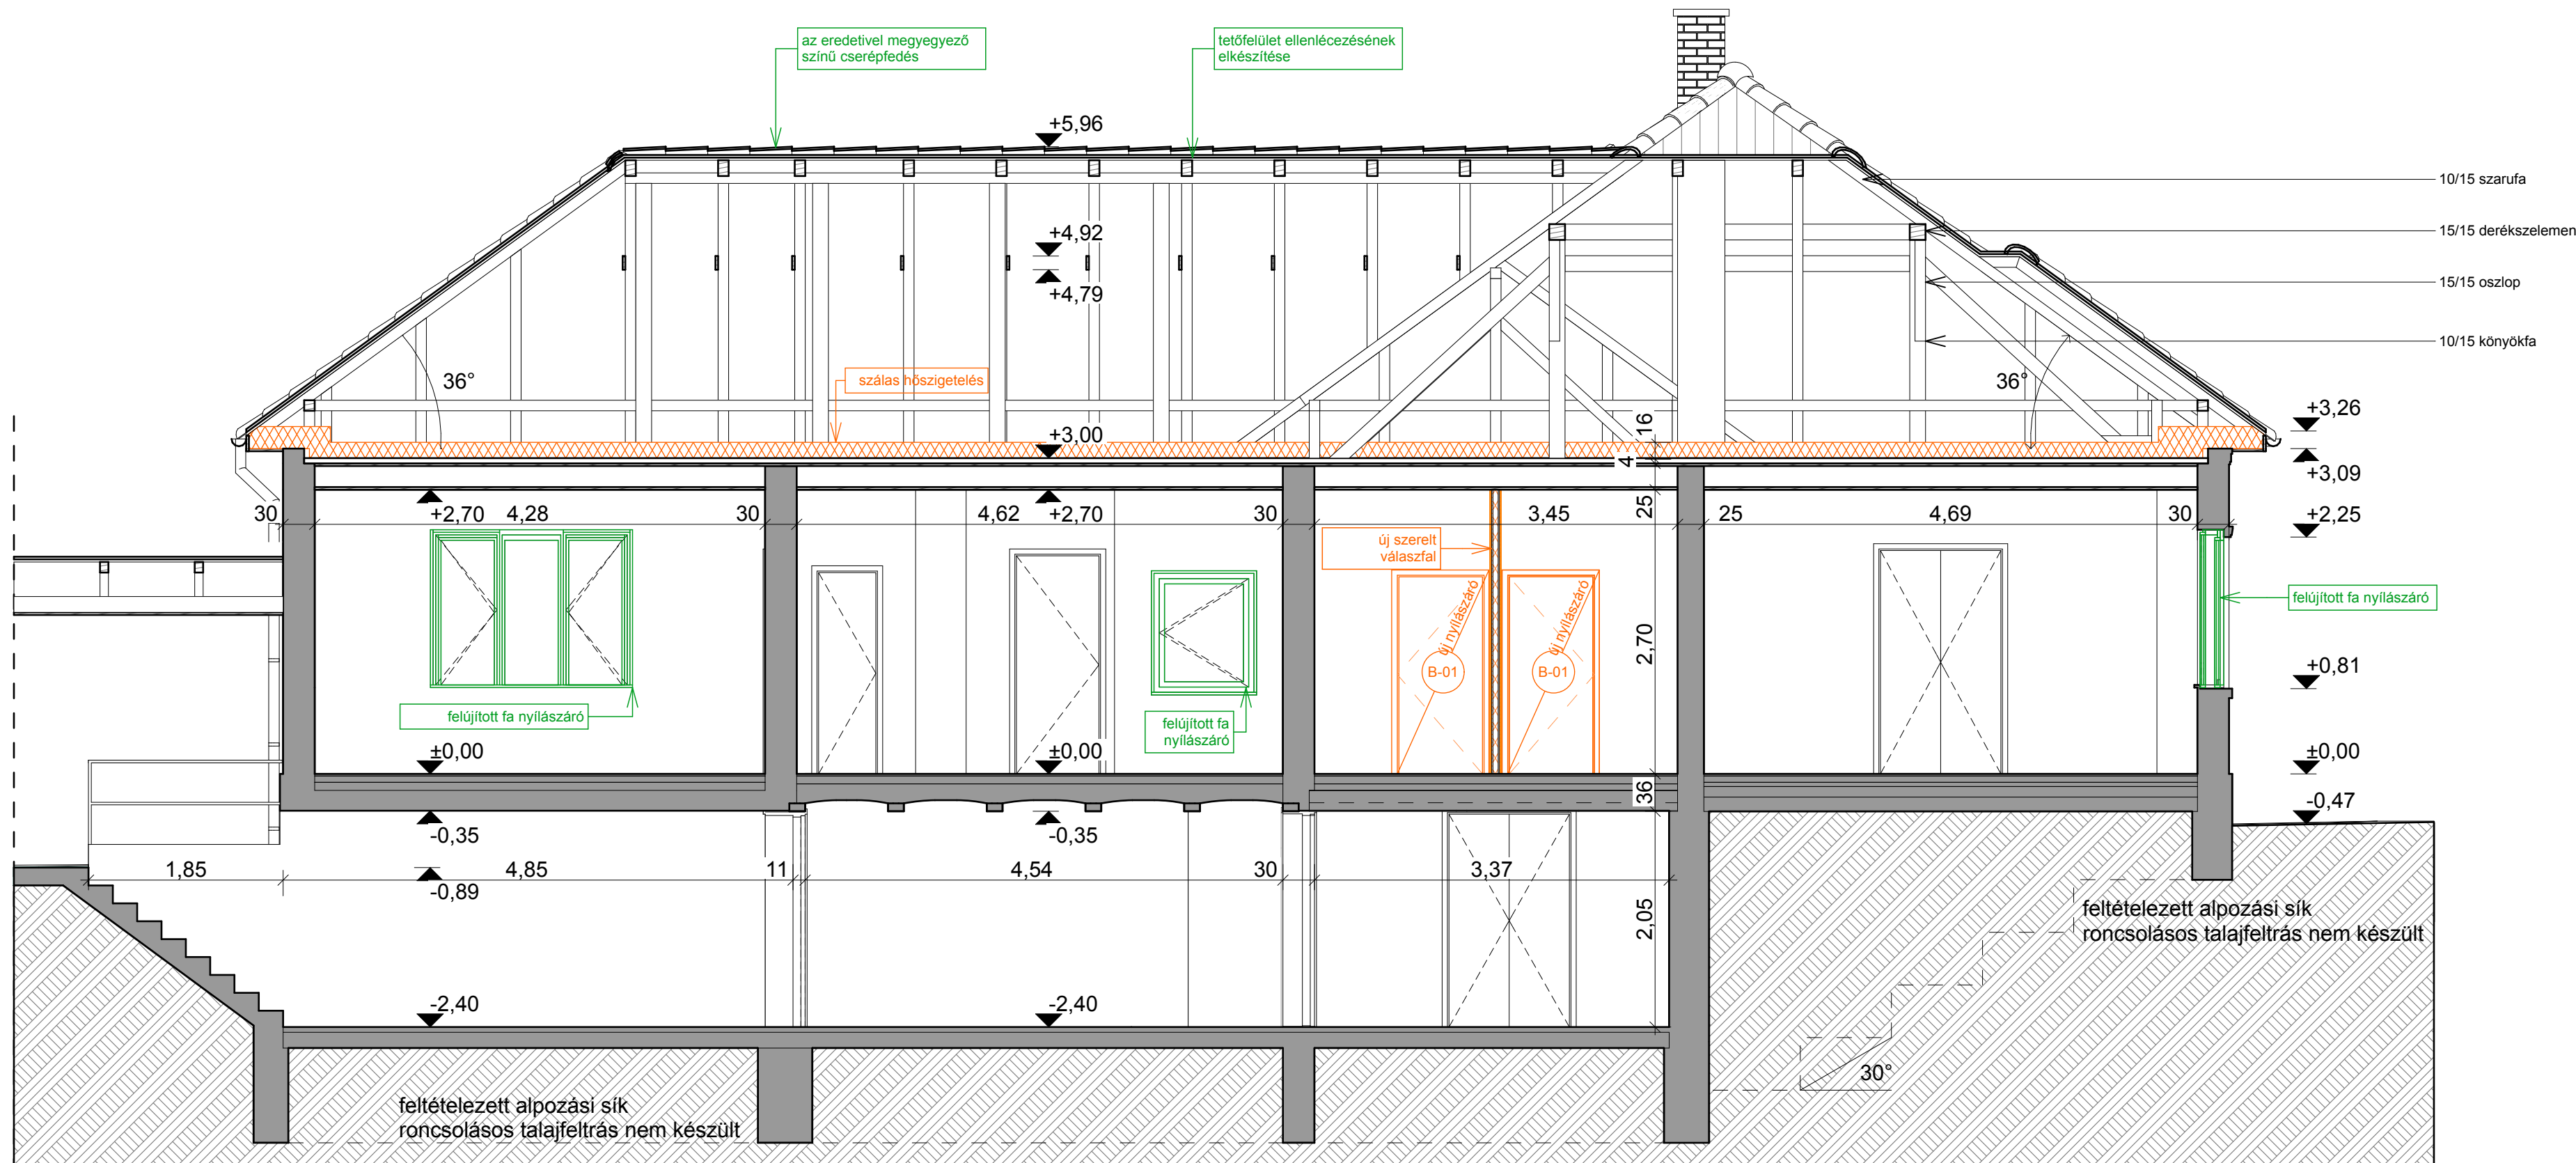 az eredetivel megyegyező
színű cserépfedés
tetőfelület ellenlécezésének
elkészítése
+5,96
10/15 szarufa
+4,92
15/15 derékszelemen
+4,79
15/15 oszlop
10/15 könyökfa
36°
szálas hőszigetelés
36°
+3,26
16
+3,00
4
+3,09
30
+2,70
4,28
30
4,62
+2,70
30
3,45
25
25
4,69
30
+2,25
új szerelt
válaszfal
új nyílászáró
új nyílászáró
felújított fa nyílászáró
2,70
B-01
B-01
+0,81
felújított fa nyílászáró
felújított fa
nyílászáró
±0,00
±0,00
±0,00
36
-0,47
-0,35
-0,35
1,85
4,85
11
4,54
30
3,37
-0,89
2,05
feltételezett alpozási sík
roncsolásos talajfeltrás nem készült
-2,40
-2,40
30°
feltételezett alpozási sík
roncsolásos talajfeltrás nem készült